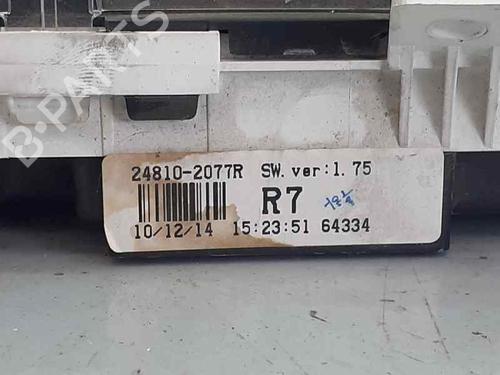 B-PARTS
24810-2077R SW. ver:1. 75
R7
10/12/14 15:23:51 64334